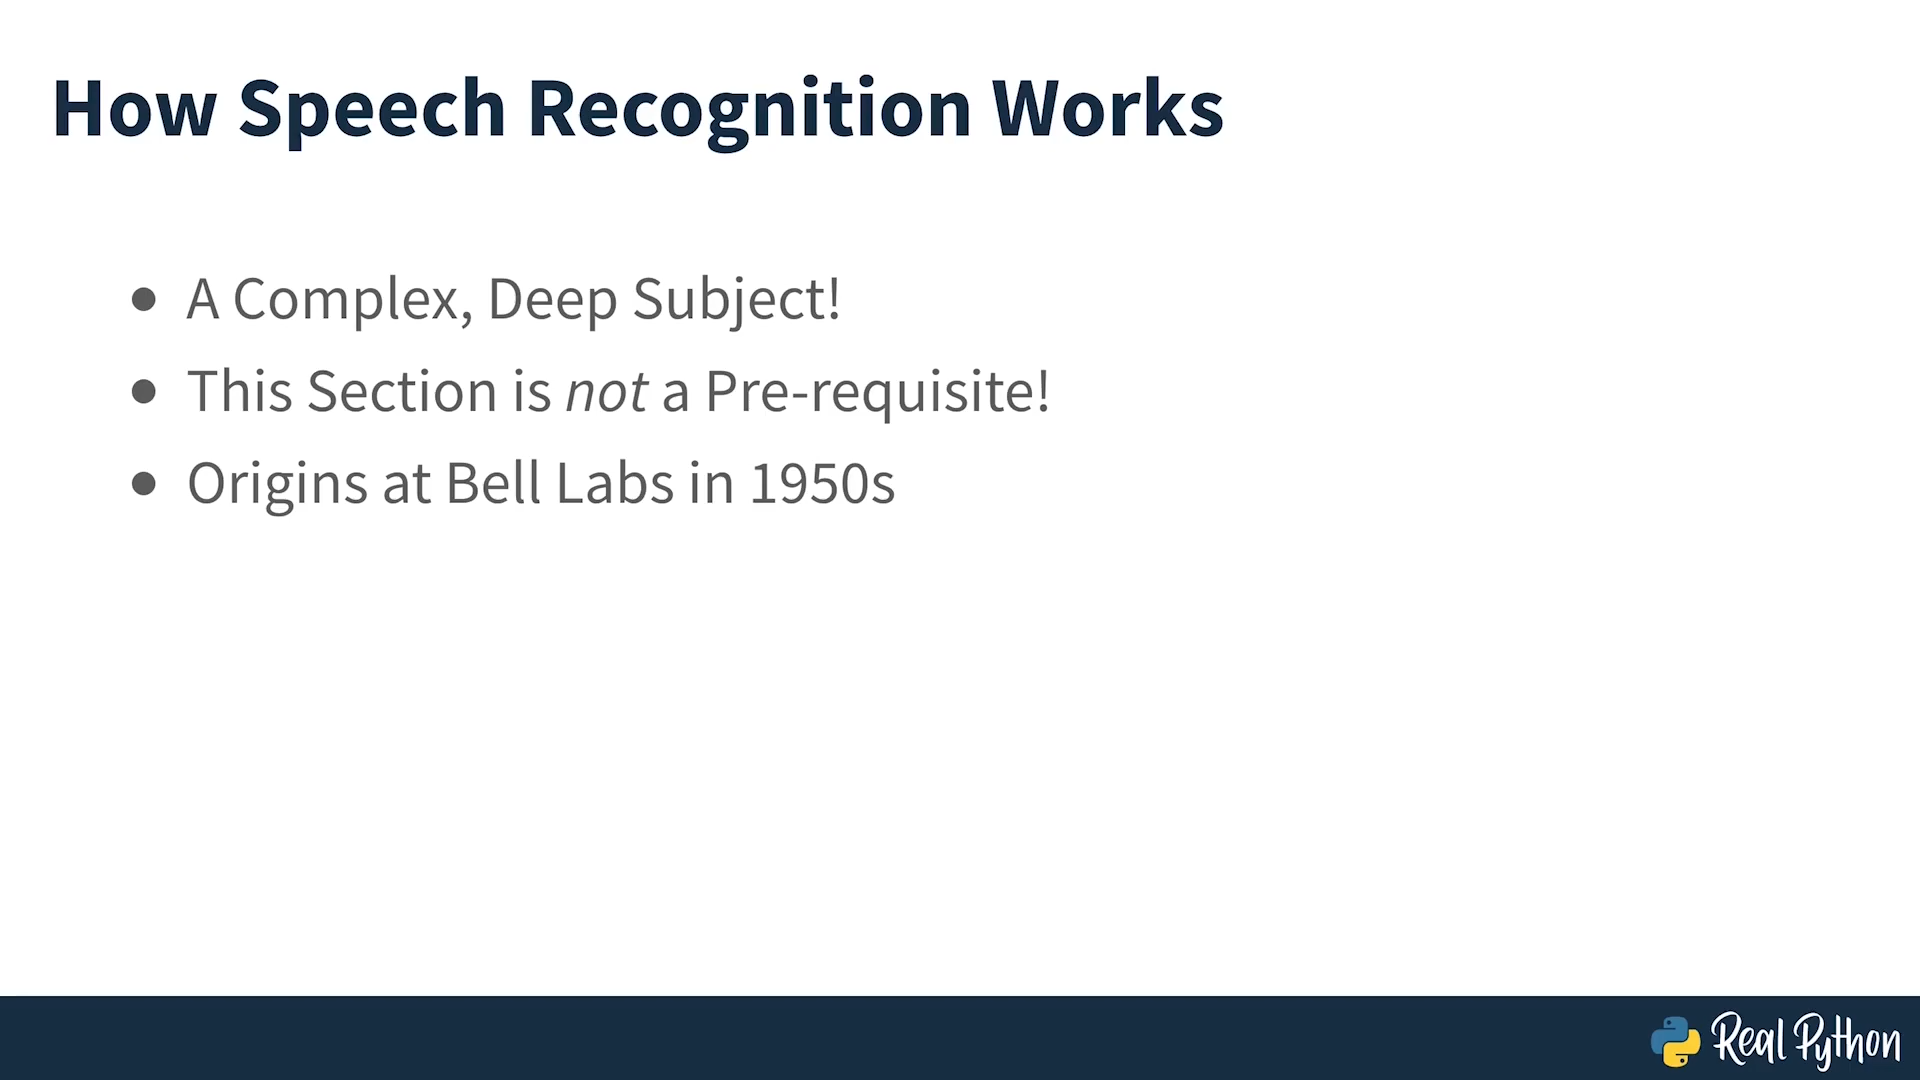 How Speech Recognition Works
● A Complex, Deep Subject!
● This Section is not a Pre-requisite!
● Origins at Bell Labs in 1950s
Real Python